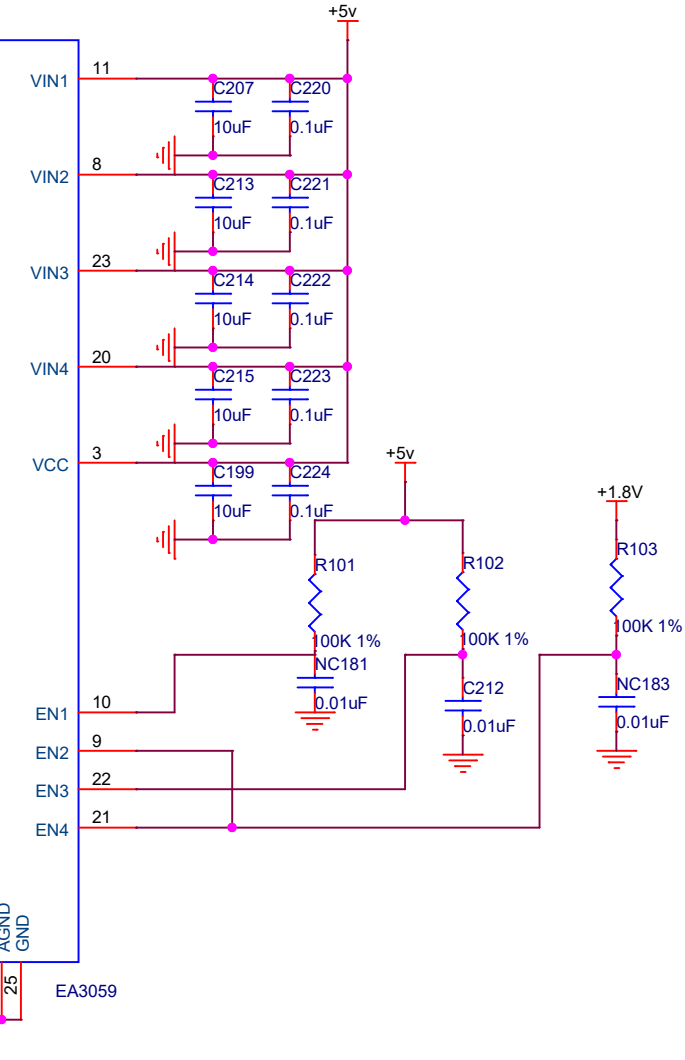 +5v
VIN1 11
C207 C220
10uF 0.1uF
VIN2 8
C213 C221
10uF 0.1uF
VIN3 23
C214 C222
10uF 0.1uF
VIN4 20
C215 C223
10uF 0.1uF
VCC 3
C199 C224
10uF 0.1uF
+5v
+1.8V
R101 R102 R103
100K 1% 100K 1% 100K 1%
NC181 C212 NC183
0.01uF 0.01uF 0.01uF
EN1 10
EN2 9
EN3 22
EN4 21
AGND
GND
25
EA3059